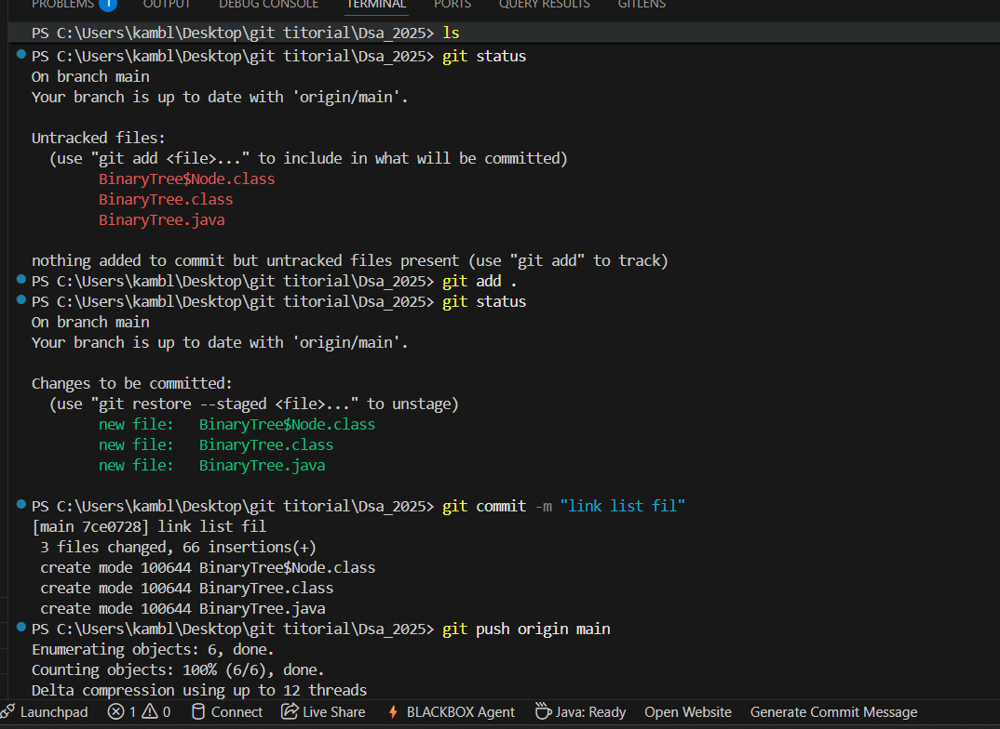 PROBLEMS 1 OUTPUT DEBUG CONSOLE TERMINAL PORTS QUERY RESULTS GITLENS
PS C:\Users\kambl\Desktop\git titorial\Dsa_2025> ls
PS C:\Users\kambl\Desktop\git titorial\Dsa_2025> git status
On branch main
Your branch is up to date with 'origin/main'.
Untracked files:
  (use "git add <file>..." to include in what will be committed)
        BinaryTree$Node.class
        BinaryTree.class
        BinaryTree.java
nothing added to commit but untracked files present (use "git add" to track)
PS C:\Users\kambl\Desktop\git titorial\Dsa_2025> git add .
PS C:\Users\kambl\Desktop\git titorial\Dsa_2025> git status
On branch main
Your branch is up to date with 'origin/main'.
Changes to be committed:
  (use "git restore --staged <file>..." to unstage)
        new file:   BinaryTree$Node.class
        new file:   BinaryTree.class
        new file:   BinaryTree.java
PS C:\Users\kambl\Desktop\git titorial\Dsa_2025> git commit -m "link list fil"
[main 7ce0728] link list fil
 3 files changed, 66 insertions(+)
 create mode 100644 BinaryTree$Node.class
 create mode 100644 BinaryTree.class
 create mode 100644 BinaryTree.java
PS C:\Users\kambl\Desktop\git titorial\Dsa_2025> git push origin main
Enumerating objects: 6, done.
Counting objects: 100% (6/6), done.
Delta compression using up to 12 threads
Launchpad 1 0 Connect Live Share BLACKBOX Agent Java: Ready Open Website Generate Commit Message